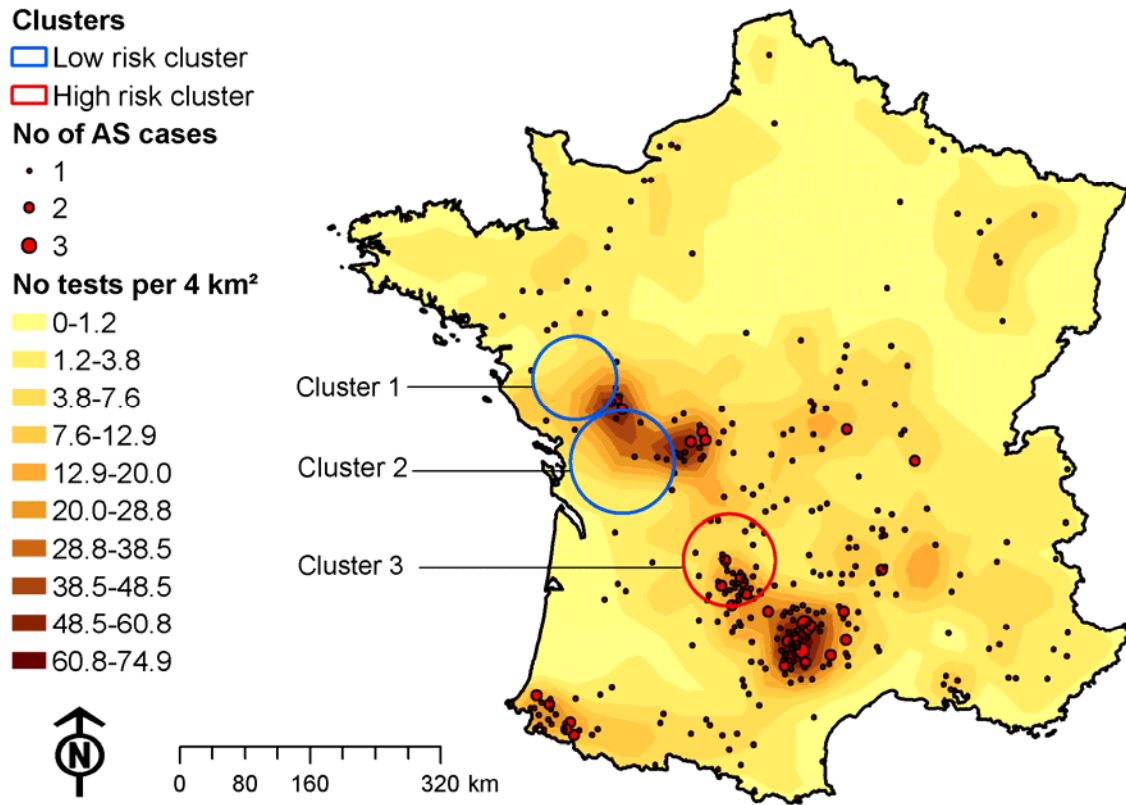 Clusters
Low risk cluster
High risk cluster
No of AS cases
1
2
3
No tests per 4 km²
0-1.2
1.2-3.8
3.8-7.6
7.6-12.9
12.9-20.0
20.0-28.8
28.8-38.5
38.5-48.5
48.5-60.8
60.8-74.9
Cluster 1
Cluster 2
Cluster 3
N
0 80 160 320 km